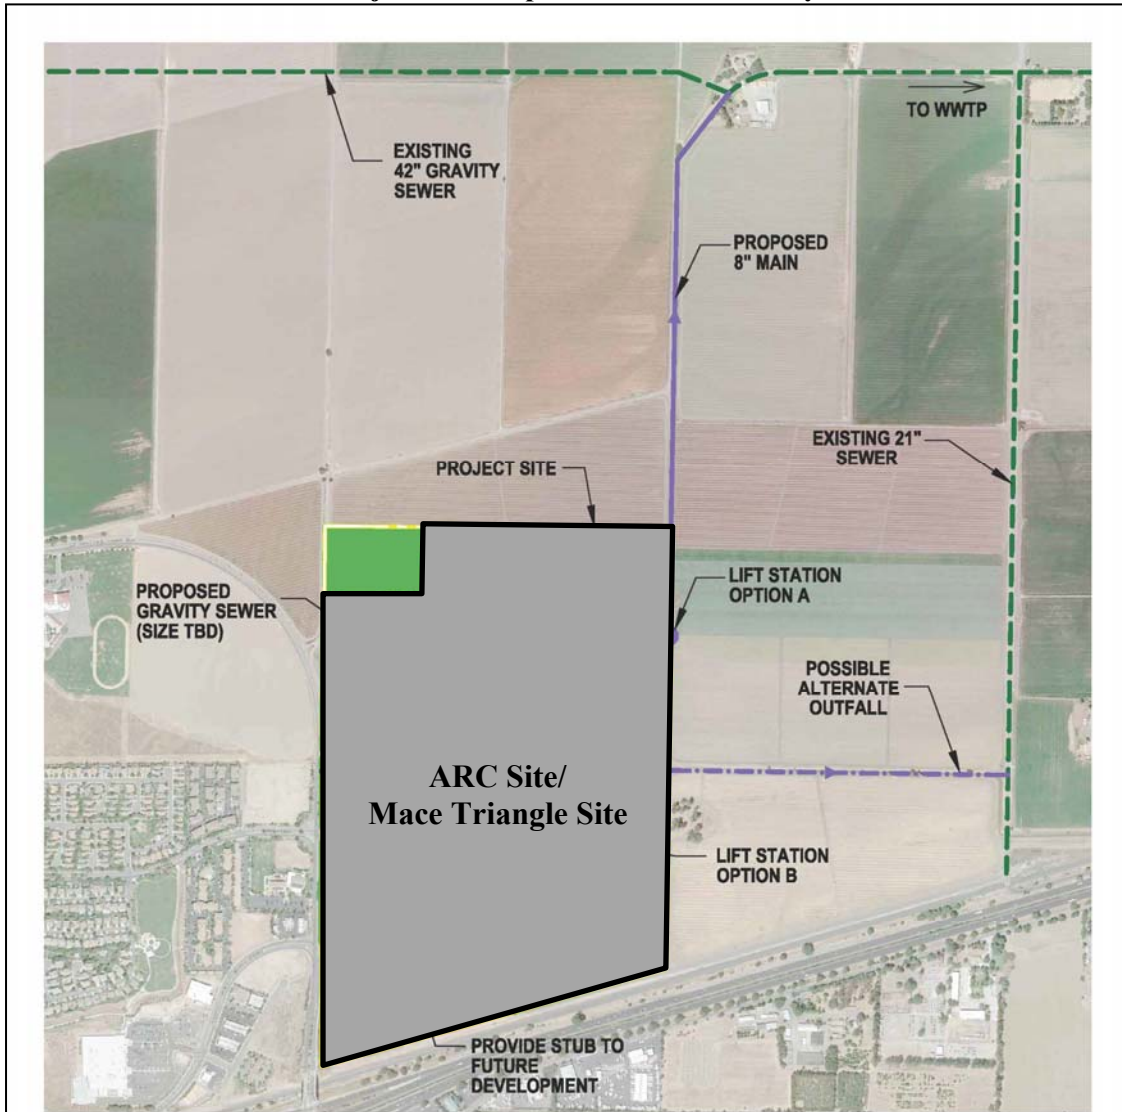 TO WWTP
EXISTING
42" GRAVITY
SEWER
PROPOSED
8" MAIN
EXISTING 21"
SEWER
PROJECT SITE
PROPOSED
GRAVITY SEWER
(SIZE TBD)
LIFT STATION
OPTION A
POSSIBLE
ALTERNATE
OUTFALL
ARC Site/
Mace Triangle Site
LIFT STATION
OPTION B
PROVIDE STUB TO
FUTURE
DEVELOPMENT